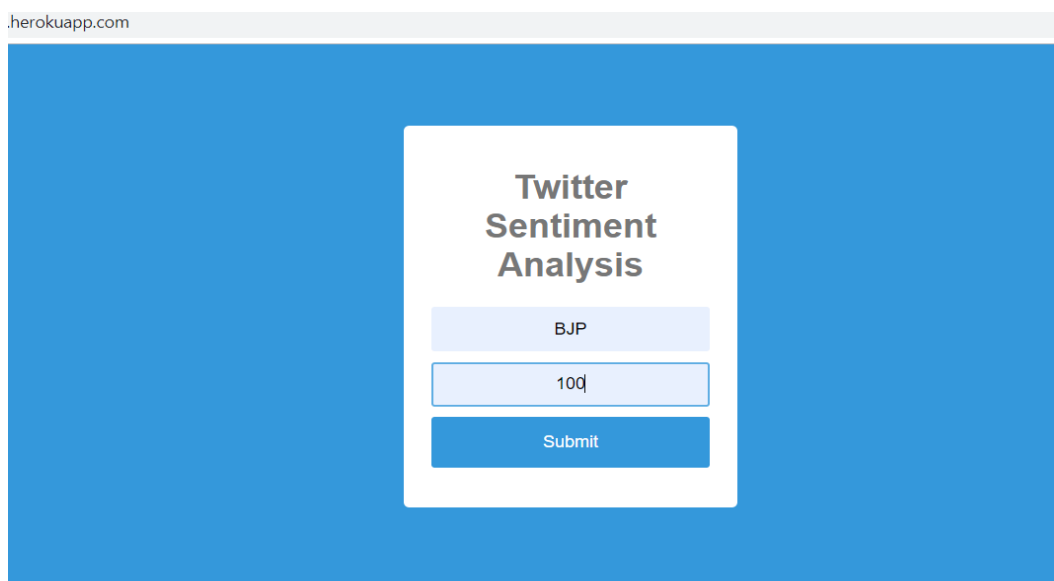 .herokuapp.com
Twitter
Sentiment
Analysis
BJP
100
Submit